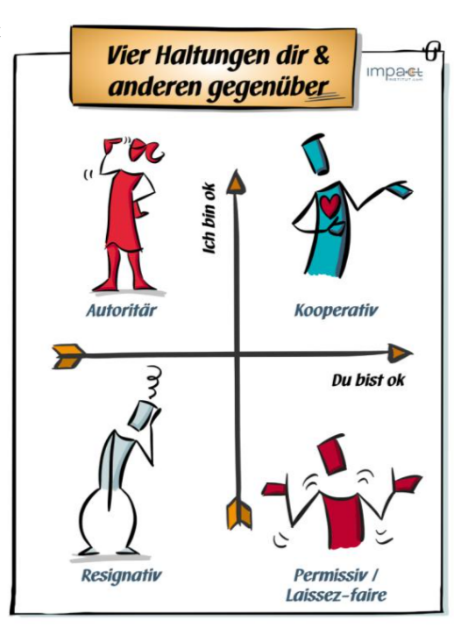 Vier Haltungen dir &
anderen gegenüber
impact
Ich bin ok
Autoritär
Kooperativ
Du bist ok
Resignativ
Permissiv /
Laissez-faire